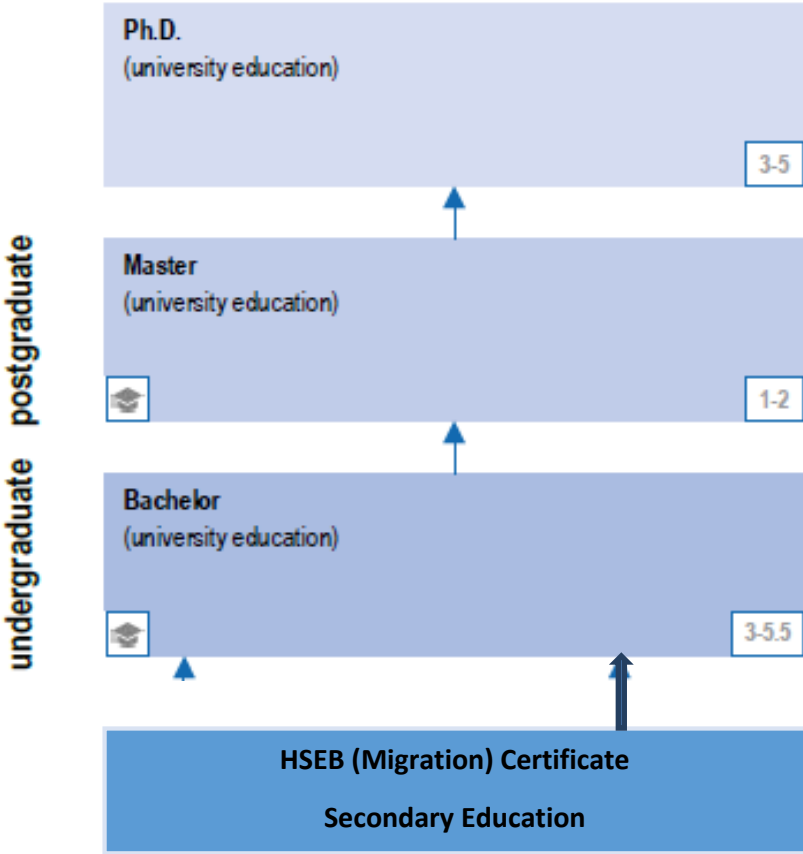 Ph.D.
(university education)
3-5
postgraduate
Master
(university education)
1-2
undergraduate
Bachelor
(university education)
3-5.5
HSEB (Migration) Certificate
Secondary Education